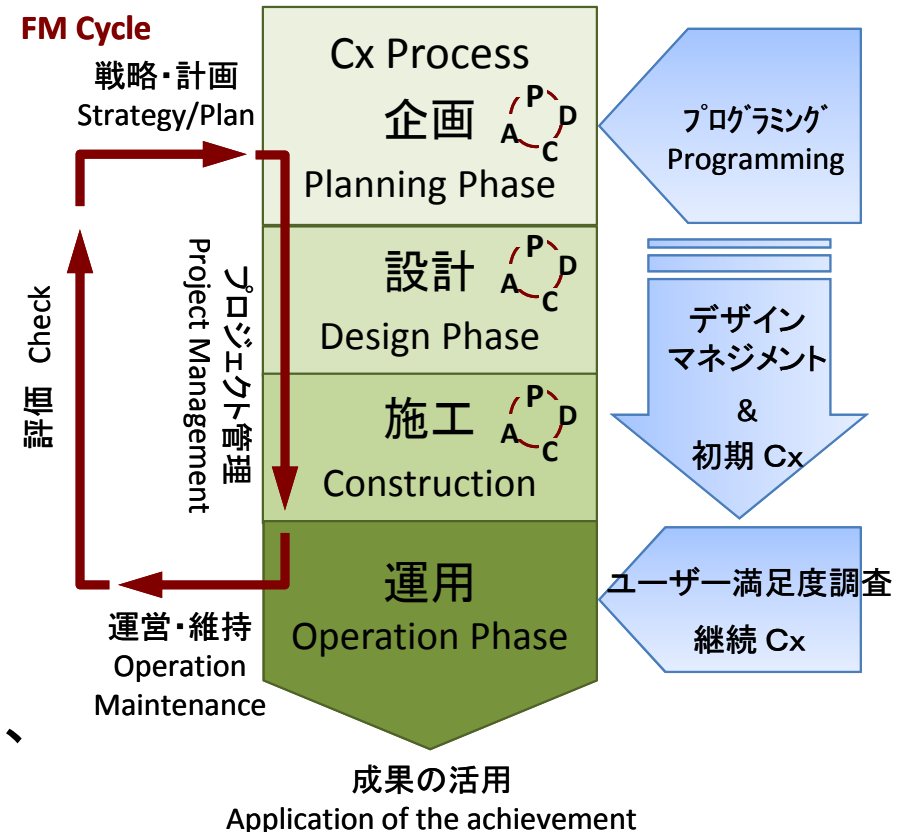 FM Cycle
戦略・計画
Strategy/Plan
プロジェクト管理
Project Management
評価 Check
運営・維持
Operation
Maintenance
、
Cx Process
企画
P
D
C
A
Planning Phase
設計
P
D
C
A
Design Phase
施工
P
D
C
A
Construction
運用
Operation Phase
成果の活用
Application of the achievement
プログラミング
Programming
デザイン
マネジメント
&
初期 Cx
ユーザー満足度調査
継続 Cx